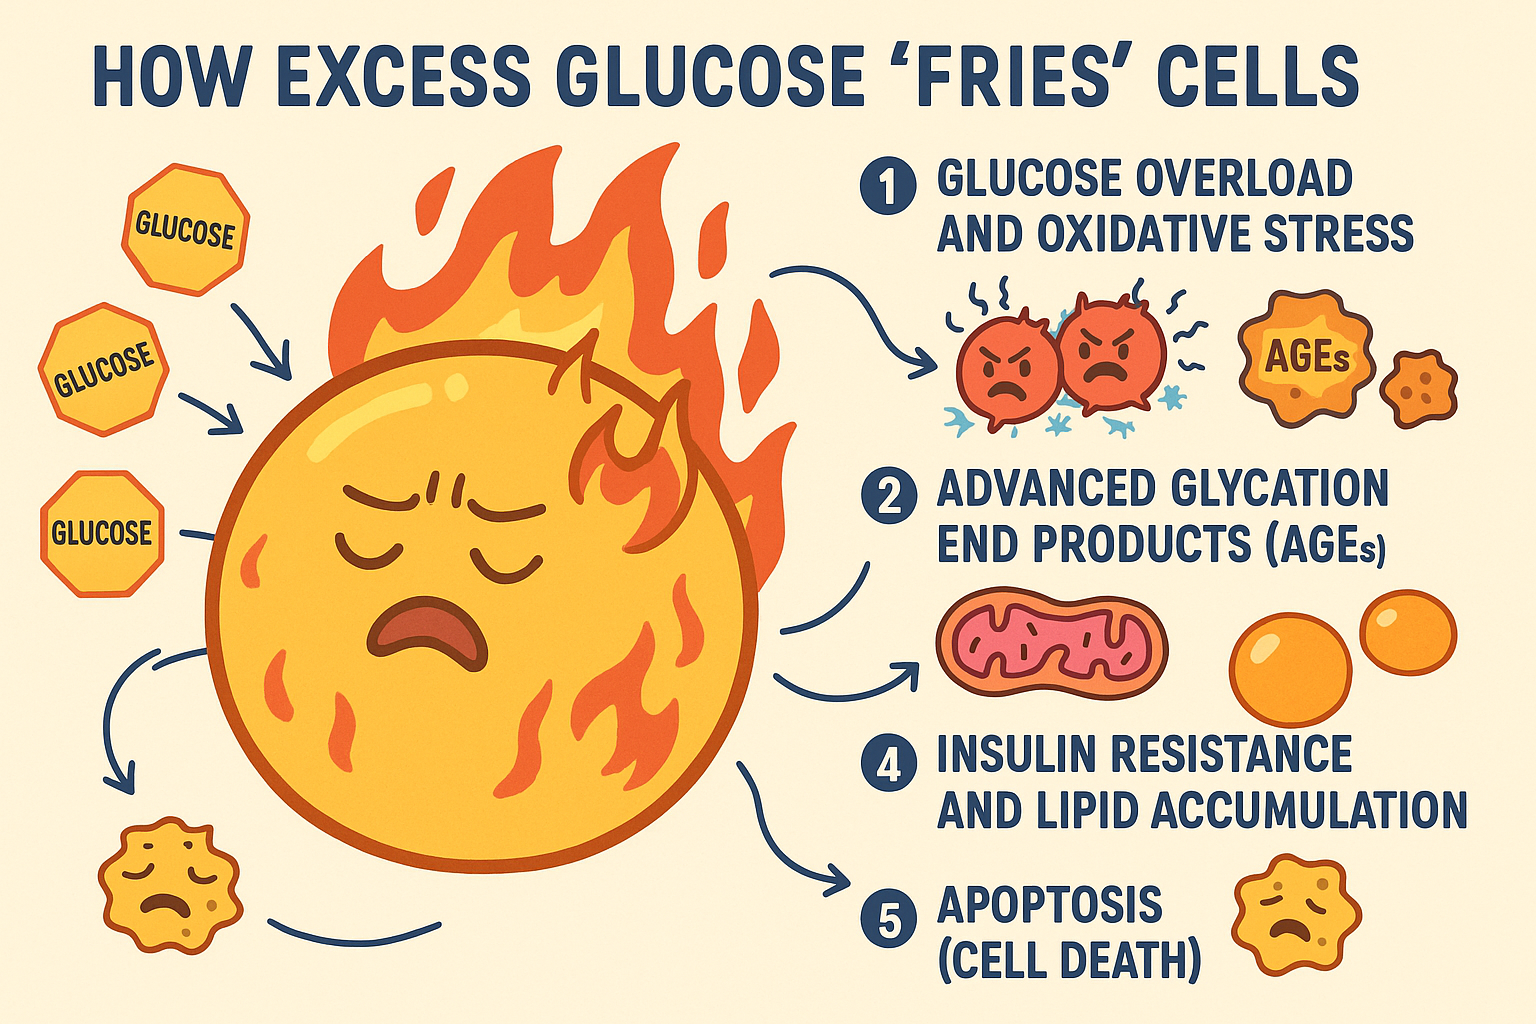 HOW EXCESS GLUCOSE ‘FRIES’ CELLS
GLUCOSE
GLUCOSE
GLUCOSE
1 GLUCOSE OVERLOAD
AND OXIDATIVE STRESS
AGEs
2 ADVANCED GLYCATION
END PRODUCTS (AGEs)
4 INSULIN RESISTANCE
AND LIPID ACCUMULATION
5 APOPTOSIS
(CELL DEATH)